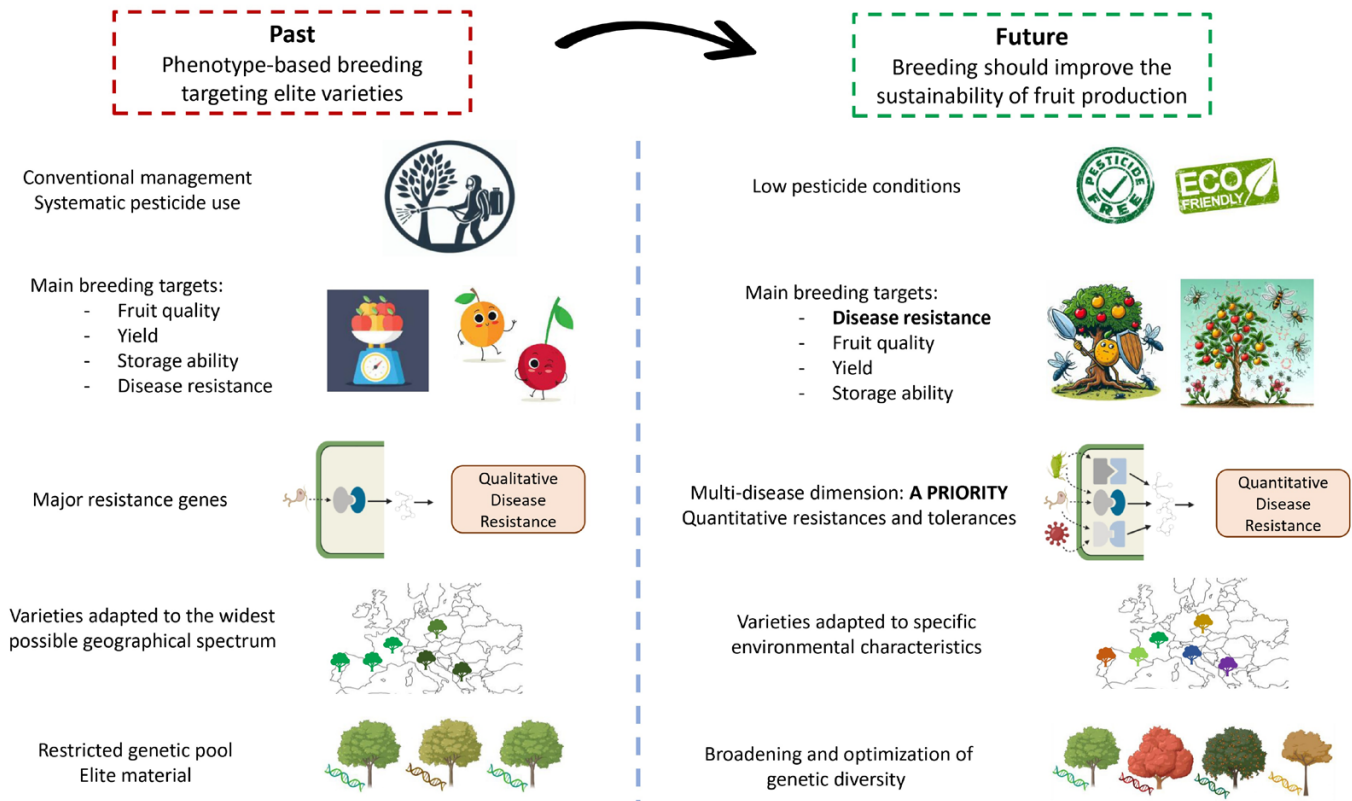 Past
Phenotype-based breeding
targeting elite varieties
Future
Breeding should improve the
sustainability of fruit production
Conventional management
Systematic pesticide use
Low pesticide conditions
PESTICIDE
FREE
ECO
FRIENDLY
Main breeding targets:
- Fruit quality
- Yield
- Storage ability
- Disease resistance
Main breeding targets:
- Disease resistance
- Fruit quality
- Yield
- Storage ability
Major resistance genes
Qualitative
Disease
Resistance
Multi-disease dimension: A PRIORITY
Quantitative resistances and tolerances
Quantitative
Disease
Resistance
Varieties adapted to the widest
possible geographical spectrum
Varieties adapted to specific
environmental characteristics
Restricted genetic pool
Elite material
Broadening and optimization of
genetic diversity